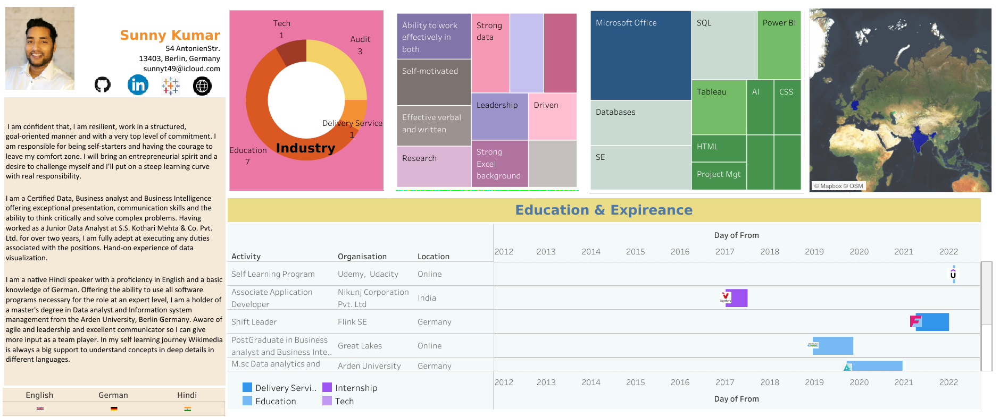 Sunny Kumar
54 AntonienStr.
13403, Berlin, Germany
sunnyt49@icloud.com
in
I am confident that, I am resilient, work in a structured,
goal-oriented manner and with a very top level of commitment. I
am responsible for being self-starters and having the courage to
leave my comfort zone. I will bring an entrepreneurial spirit and a
desire to challenge myself and I'll put on a steep learning curve
with real responsibility.
I am a Certified Data, Business analyst and Business Intelligence
offering exceptional presentation, communication skills and the
ability to think critically and solve complex problems. Having
worked as a Junior Data Analyst at S.S. Kothari Mehta & Co. Pvt.
Ltd. for over two years, I am fully adept at executing any duties
associated with the positions. Hand-on experience of data
visualization.
I am a native Hindi speaker with a proficiency in English and a basic
knowledge of German. Offering the ability to use all software
programs necessary for the role at an expert level, I am a holder of
a master's degree in Data analyst and Information system
management from the Arden University, Berlin Germany. Aware of
agile and leadership and excellent communicator so I can give
more input as a team player. In my self learning journey Wikimedia
is always a big support to understand concepts in deep details in
different languages.
English German Hindi
Tech
1
Audit
3
Delivery Service
1
Education
7
Industry
Ability to work
effectively in
both
Self-motivated
Effective verbal
and written
Research
Strong
data
Leadership
Driven
Strong
Excel
background
Microsoft Office
Databases
SE
SQL
Power BI
Tableau
AI
CSS
HTML
Project Mgt
© Mapbox © OSM
Education & Expireance
Day of From
Activity Organisation Location 2012 2013 2014 2015 2016 2017 2018 2019 2020 2021 2022
Self Learning Program Udemy, Udacity Online
Associate Application
Developer
Nikunj Corporation
Pvt. Ltd
India
Shift Leader Flink SE Germany
PostGraduate in Business
analyst and Business Inte..
Great Lakes Online
M.sc Data analytics and Arden University Germany
2012 2013 2014 2015 2016 2017 2018 2019 2020 2021 2022
Day of From
Delivery Servi.. Internship
Education Tech